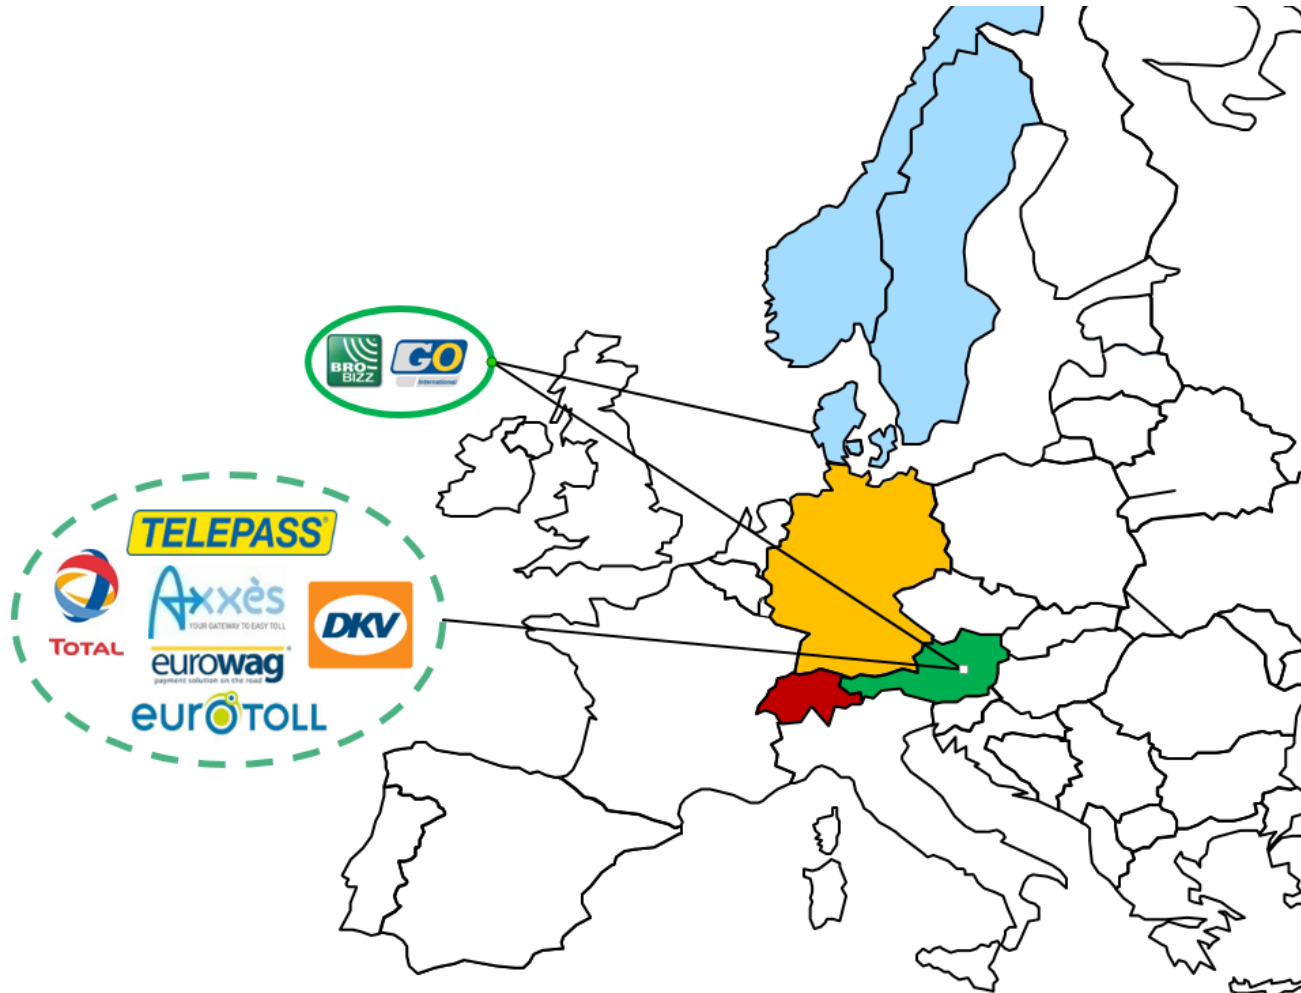 BRO-
BIZZ
GO
International
TELEPASS®
TOTAL
Axxès
YOUR GATEWAY TO EASY TOLL
DKV
eurowag®
payment solution on the road
eurOTOLL